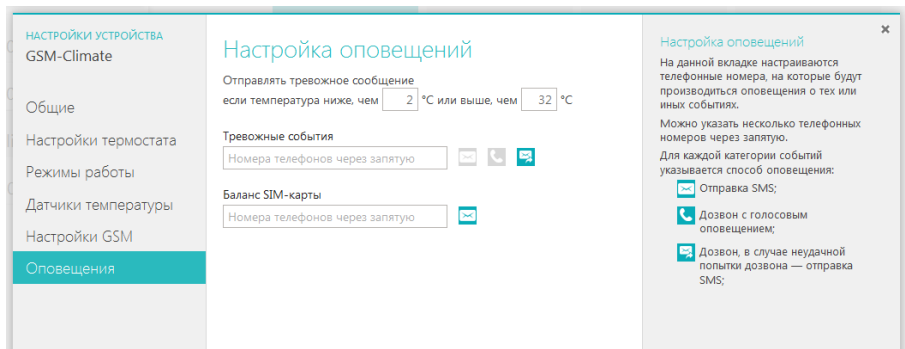 НАСТРОЙКИ УСТРОЙСТВА
GSM-Climate
Общие
Настройки термостата
Режимы работы
Датчики температуры
Настройки GSM
Оповещения
Настройка оповещений
Отправлять тревожное сообщение
если температура ниже, чем 2 °C или выше, чем 32 °C
Тревожные события
Номера телефонов через запятую
Баланс SIM-карты
Номера телефонов через запятую
Настройка оповещений
На данной вкладке настраиваются
телефонные номера, на которые будут
производиться оповещения о тех или
иных событиях.
Можно указать несколько телефонных
номеров через запятую.
Для каждой категории событий
указывается способ оповещения:
Отправка SMS;
Дозвон с голосовым
оповещением;
Дозвон, в случае неудачной
попытки дозвона — отправка
SMS;